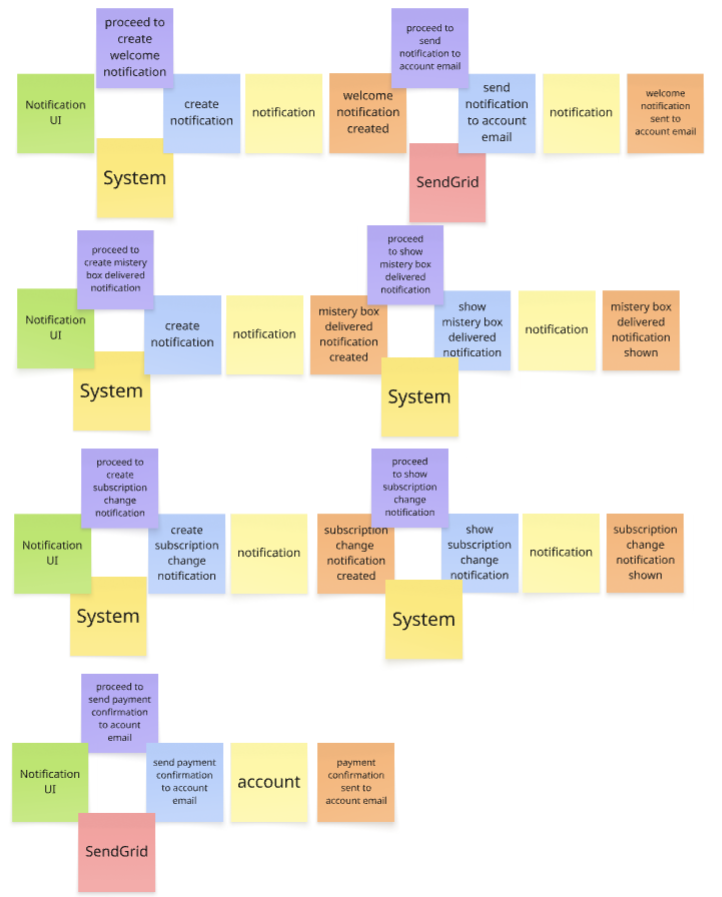 proceed to
create
welcome
notification
proceed to
send
notification to
account email
Notification
UI
create
notification
notification
welcome
notification
created
send
notification
to account
email
notification
welcome
notification
sent to
account email
System
SendGrid
proceed to
create mistery
box delivered
notification
proceed
to show
mistery box
delivered
notification
Notification
UI
create
notification
notification
mistery box
delivered
notification
created
show
mistery box
delivered
notification
notification
mistery box
delivered
notification
shown
System
System
proceed to
create
subscription
change
notification
proceed
to show
subscription
change
notification
Notification
UI
create
subscription
change
notification
notification
subscription
change
notification
created
show
subscription
change
notification
notification
subscription
change
notification
shown
System
System
proceed to
send payment
confirmation
to acount
email
Notification
UI
send payment
confirmation
to account
email
account
payment
confirmation
sent to
account email
SendGrid